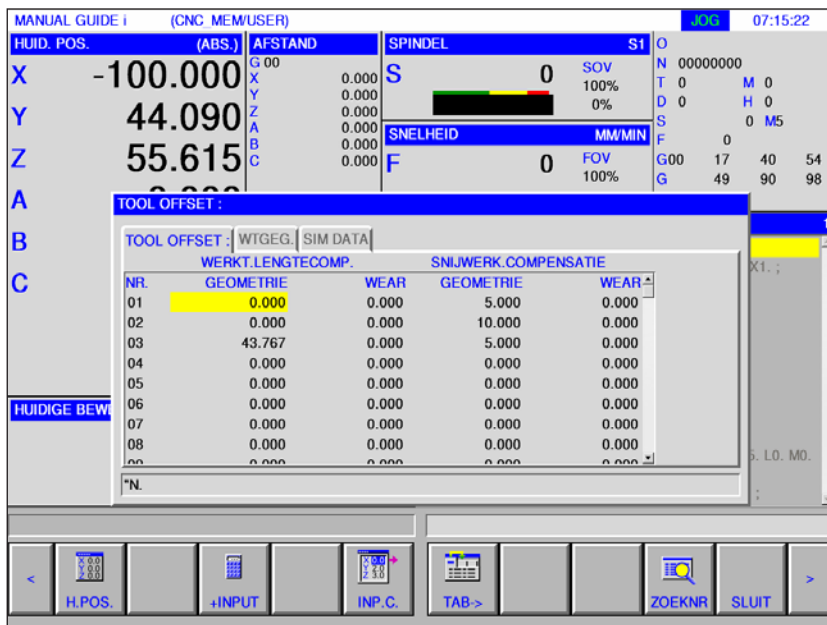 MANUAL GUIDE i (CNC_MEM/USER) JOG 07:15:22
HUID. POS. (ABS.) AFSTAND SPINDEL S1 O
X -100.000
Y 44.090
Z 55.615
A
B
C
G 00
X 0.000
Y 0.000
Z 0.000
A 0.000
B 0.000
C 0.000
S 0 SOV
100%
0%
SNELHEID MM/MIN
F 0 FOV
100%
N 00000000
T 0 M 0
D 0 H 0
S 0 M5
F 0
G00 17 40 54
G 49 90 98
TOOL OFFSET :
TOOL OFFSET : WTGEG. SIM DATA
WERKT.LENGTECOMP. SNIJWERK.COMPENSATIE
NR. GEOMETRIE WEAR GEOMETRIE WEAR
01 0.000 0.000 5.000 0.000
02 0.000 0.000 10.000 0.000
03 43.767 0.000 5.000 0.000
04 0.000 0.000 0.000 0.000
05 0.000 0.000 0.000 0.000
06 0.000 0.000 0.000 0.000
07 0.000 0.000 0.000 0.000
08 0.000 0.000 0.000 0.000
*N.
X1. ;
HUIDIGE
L0. M0.
;
< H.POS. +INPUT INP.C. TAB-> ZOEKNR SLUIT >